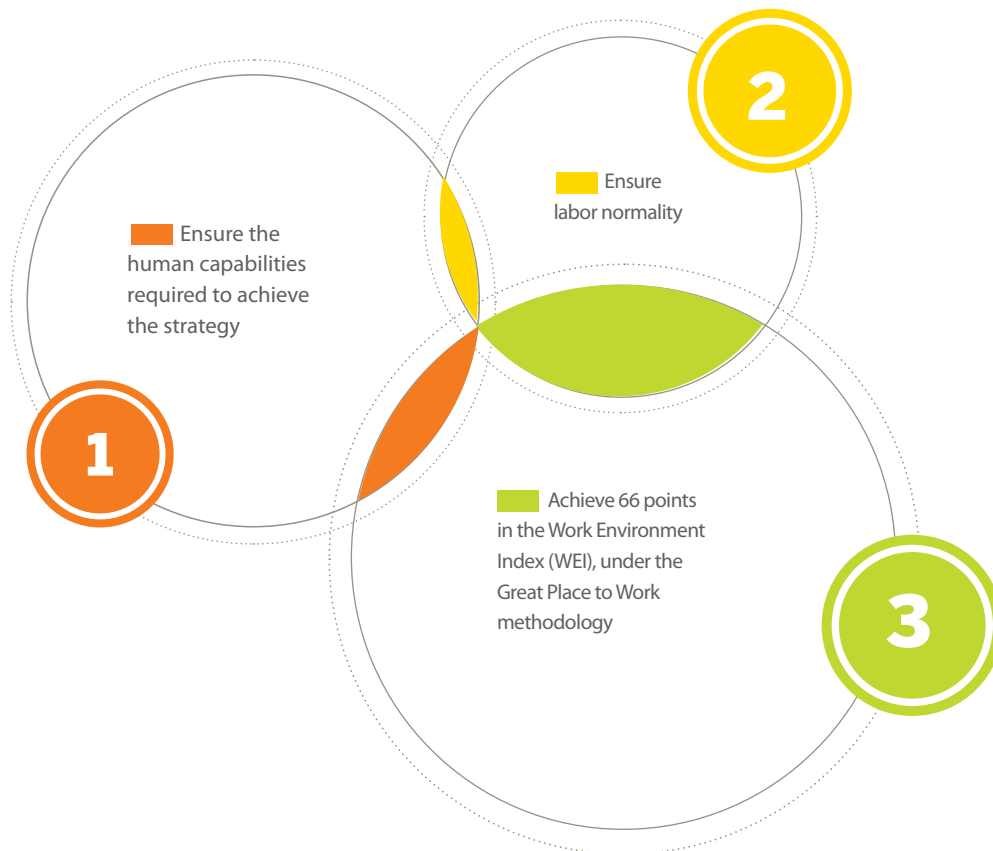 1
Ensure the
human capabilities
required to achieve
the strategy
2
Ensure
labor normality
3
Achieve 66 points
in the Work Environment
Index (WEI), under the
Great Place to Work
methodology